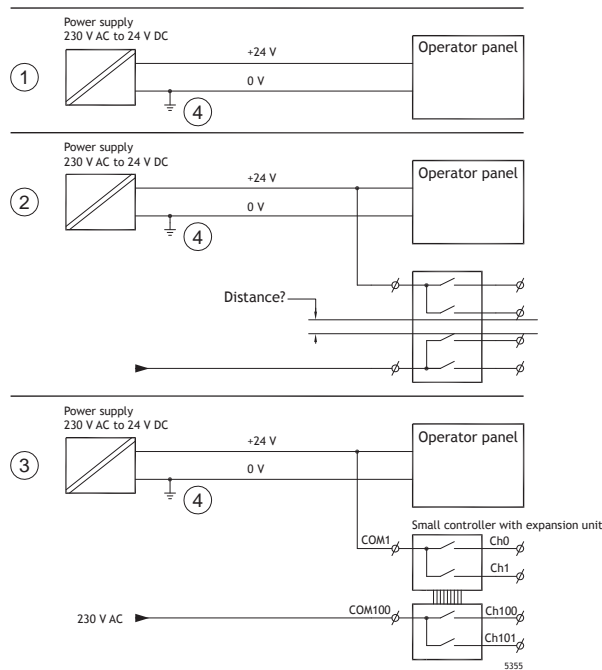 Power supply
230 V AC to 24 V DC
+24 V
Operator panel
1
0 V
4
Power supply
230 V AC to 24 V DC
+24 V
Operator panel
2
0 V
4
Distance?
Power supply
230 V AC to 24 V DC
+24 V
Operator panel
3
0 V
4
Small controller with expansion unit
COM1
Ch0
Ch1
COM100
Ch100
230 V AC
Ch101
5355